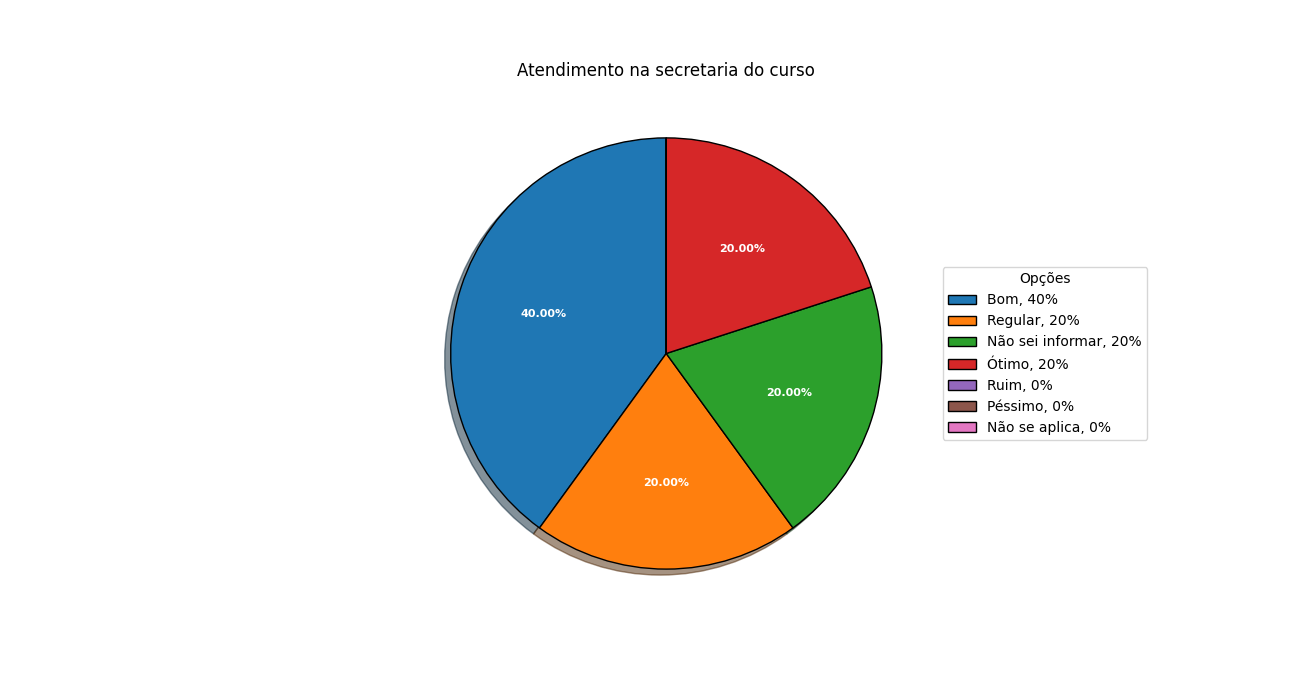 Atendimento na secretaria do curso
20.00%
40.00%
20.00%
20.00%
Opções
Bom, 40%
Regular, 20%
Não sei informar, 20%
Ótimo, 20%
Ruim, 0%
Péssimo, 0%
Não se aplica, 0%